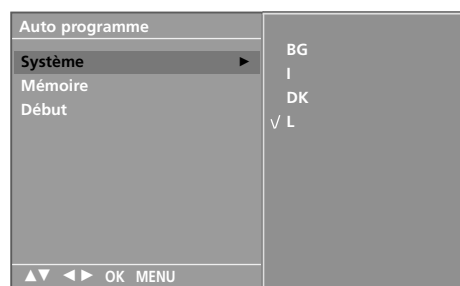 Auto programme
Système ►
Mémoire
Début
BG
I
DK
√ L
▲▼ ◄► OK MENU